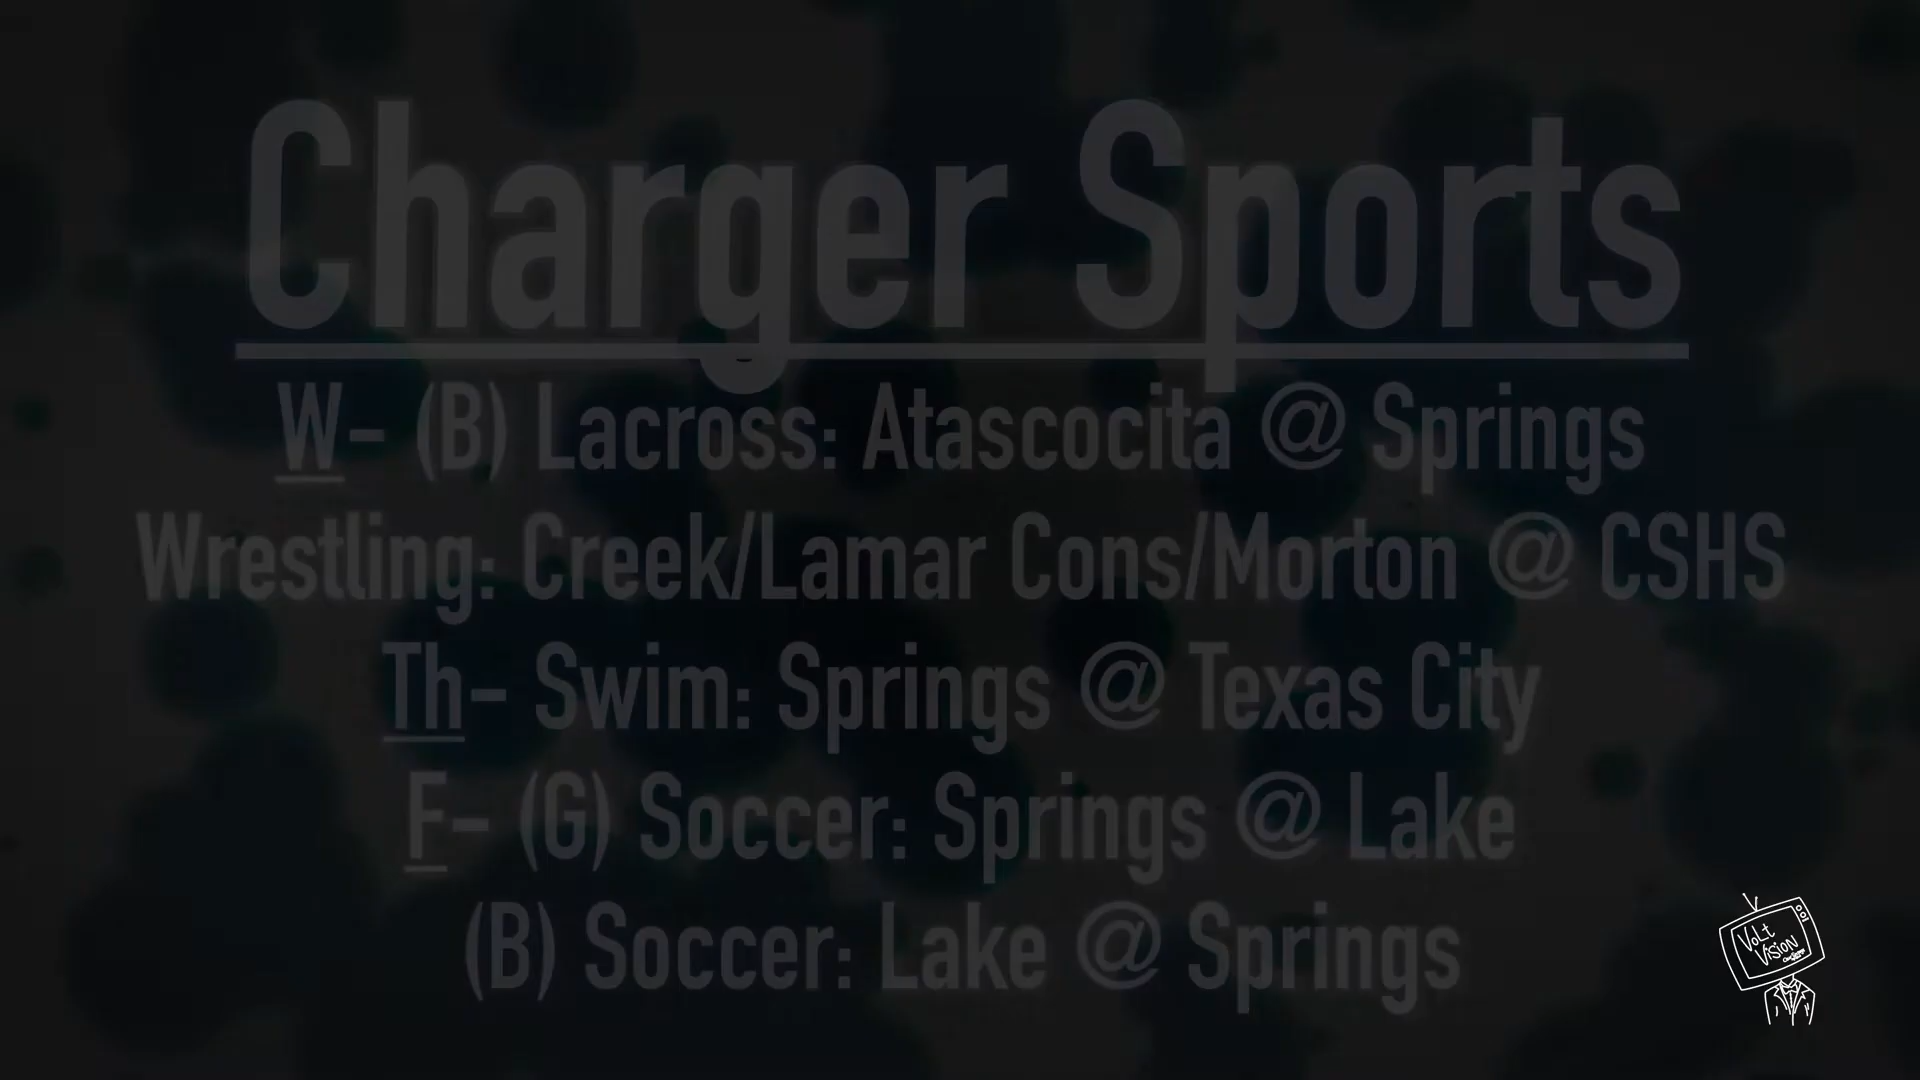 Charger Sports
W- (B) Lacross: Atascocita @ Springs
Wrestling: Creek/Lamar Cons/Morton @ CSHS
Th- Swim: Springs @ Texas City
F- (G) Soccer: Springs @ Lake
(B) Soccer: Lake @ Springs
Volt
Vision